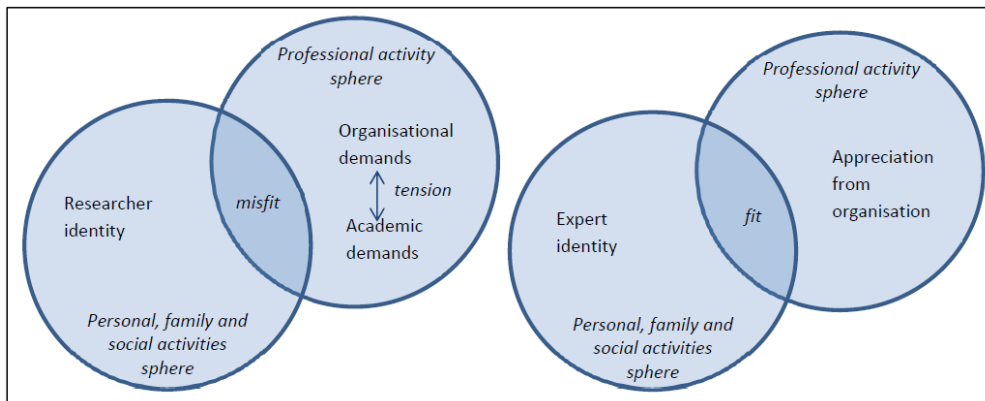 Professional activity
sphere
Organisational
demands
tension
Academic
demands
Researcher
identity
misfit
Personal, family and
social activities
sphere
Professional activity
sphere
Appreciation
from
organisation
Expert
identity
fit
Personal, family and
social activities
sphere